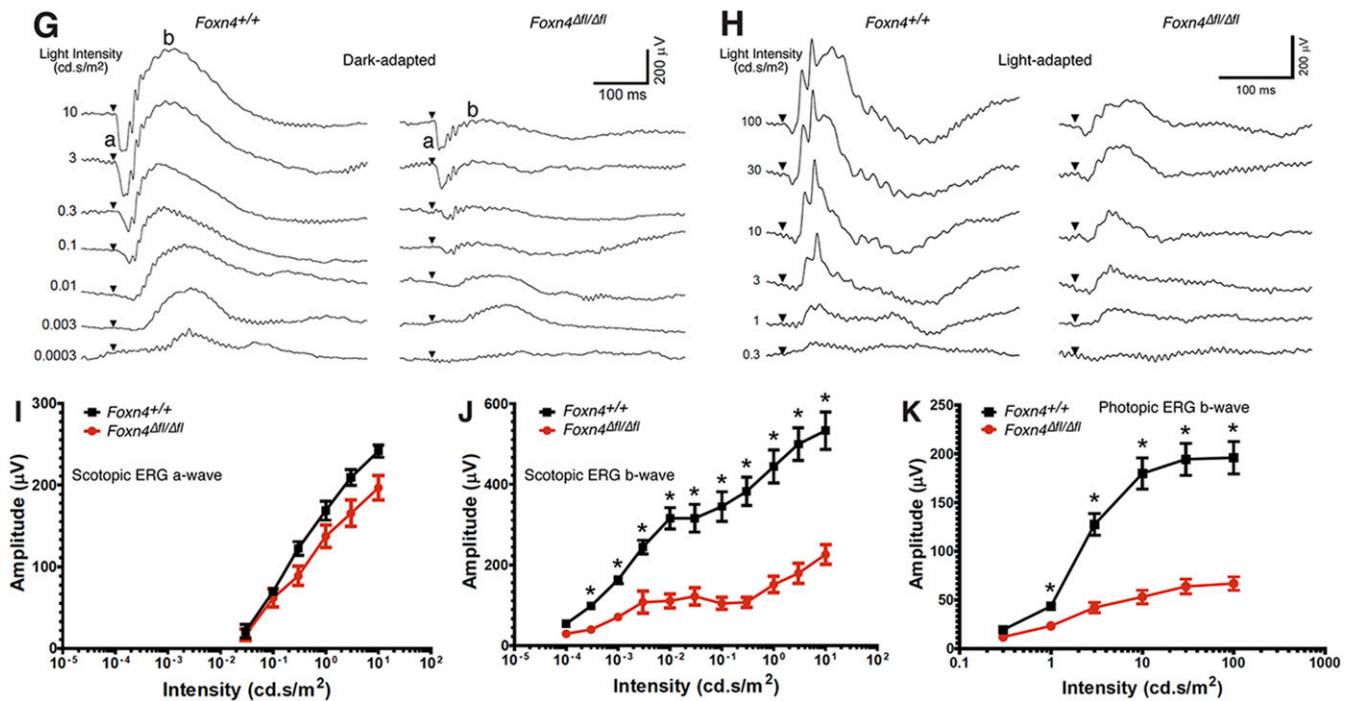 G
Foxn4+/+
Foxn4Δfl/Δfl
Light Intensity
(cd.s/m2)
Dark-adapted
200 µV
100 ms
b
b
a
a
10
3
0.3
0.1
0.01
0.003
0.0003
H
Foxn4+/+
Foxn4Δfl/Δfl
Light Intensity
(cd.s/m2)
Light-adapted
200 µV
100 ms
100
30
10
3
1
0.3
I
Foxn4+/+
Foxn4Δfl/Δfl
Scotopic ERG a-wave
Amplitude (µV)
300
200
100
0
10-5 10-4 10-3 10-2 10-1 100 101 102
Intensity (cd.s/m2)
J
Foxn4+/+
Foxn4Δfl/Δfl
Scotopic ERG b-wave
Amplitude (µV)
600
400
200
0
* * * * * * * * * *
10-5 10-4 10-3 10-2 10-1 100 101 102
Intensity (cd.s/m2)
K
Photopic ERG b-wave
Foxn4+/+
Foxn4Δfl/Δfl
Amplitude (µV)
250
200
150
100
50
0
* * * * *
0.1 1 10 100 1000
Intensity (cd.s/m2)